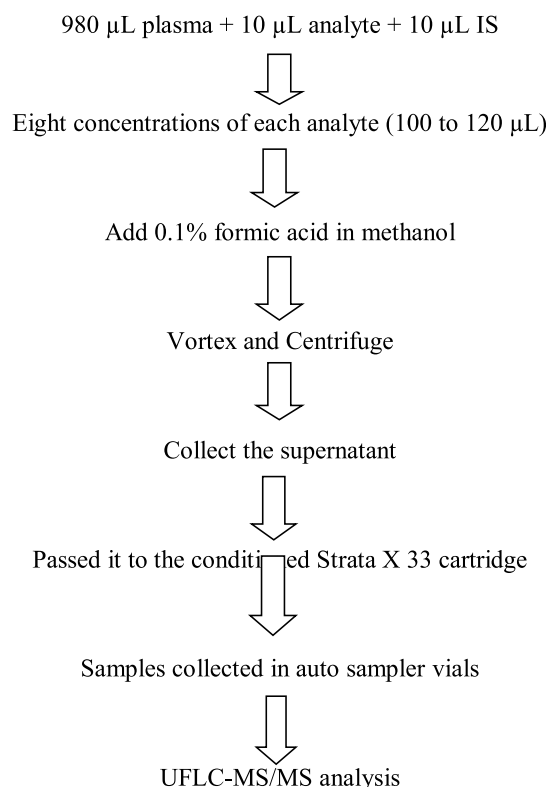 980 µL plasma + 10 µL analyte + 10 µL IS
Eight concentrations of each analyte (100 to 120 µL)
Add 0.1% formic acid in methanol
Vortex and Centrifuge
Collect the supernatant
Passed it to the conditioned Strata X 33 cartridge
Samples collected in auto sampler vials
UFLC-MS/MS analysis